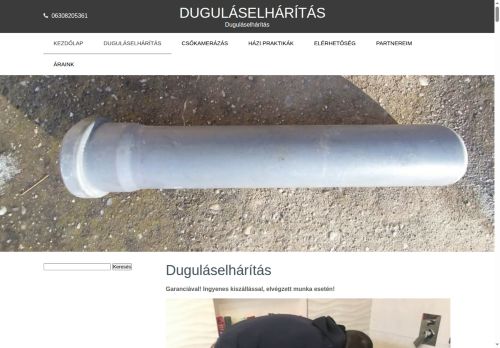 06308205361
DUGULÁSELHÁRÍTÁS
Duguláselhárítás
KEZDŐLAP DUGULÁSELHÁRÍTÁS CSŐKAMERÁZÁS HÁZI PRAKTIKÁK ELÉRHETŐSÉG PARTNEREIM
ÁRAINK
Keresés
Duguláselhárítás
Garanciával! Ingyenes kiszállással, elvégzett munka esetén!